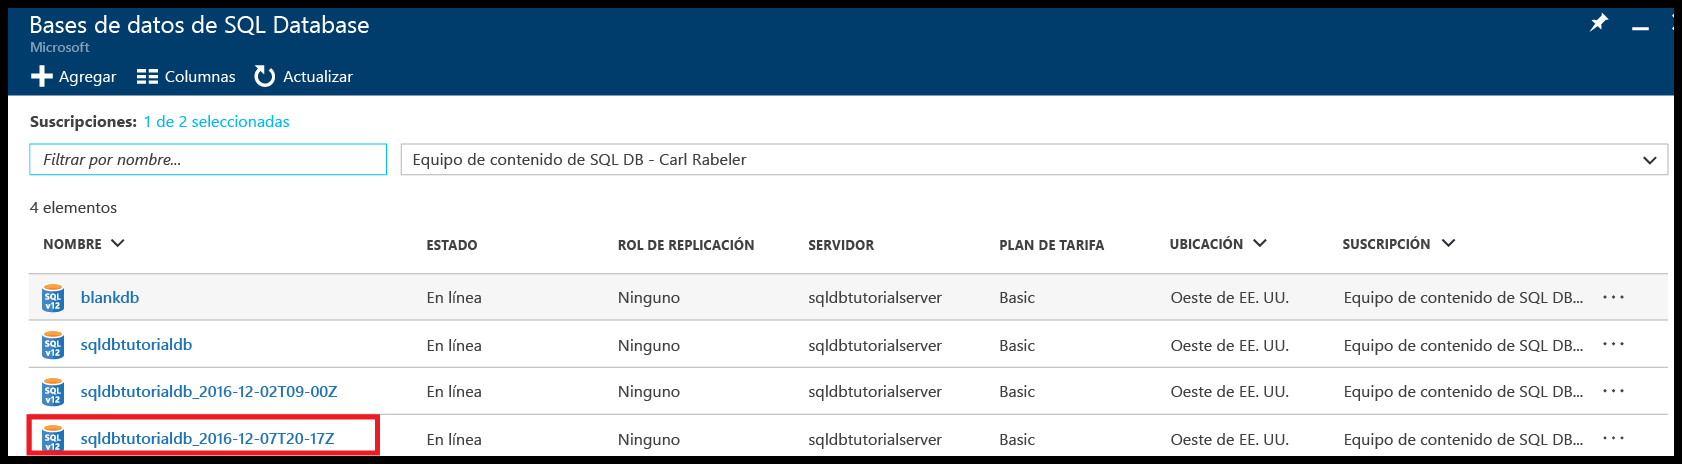 Bases de datos de SQL Database
Microsoft
Agregar Columnas Actualizar
Suscripciones: 1 de 2 seleccionadas
Filtrar por nombre... Equipo de contenido de SQL DB - Carl Rabeler
4 elementos
NOMBRE ESTADO ROL DE REPLICACIÓN SERVIDOR PLAN DE TARIFA UBICACIÓN SUSCRIPCIÓN
SQL v12 blankdb En línea Ninguno sqldbtutorialserver Basic Oeste de EE. UU. Equipo de contenido de SQL DB... ...
SQL v12 sqldbtutorialdb En línea Ninguno sqldbtutorialserver Basic Oeste de EE. UU. Equipo de contenido de SQL DB... ...
SQL v12 sqldbtutorialdb_2016-12-02T09-00Z En línea Ninguno sqldbtutorialserver Basic Oeste de EE. UU. Equipo de contenido de SQL DB... ...
SQL v12 sqldbtutorialdb_2016-12-07T20-17Z En línea Ninguno sqldbtutorialserver Basic Oeste de EE. UU. Equipo de contenido de SQL DB... ...